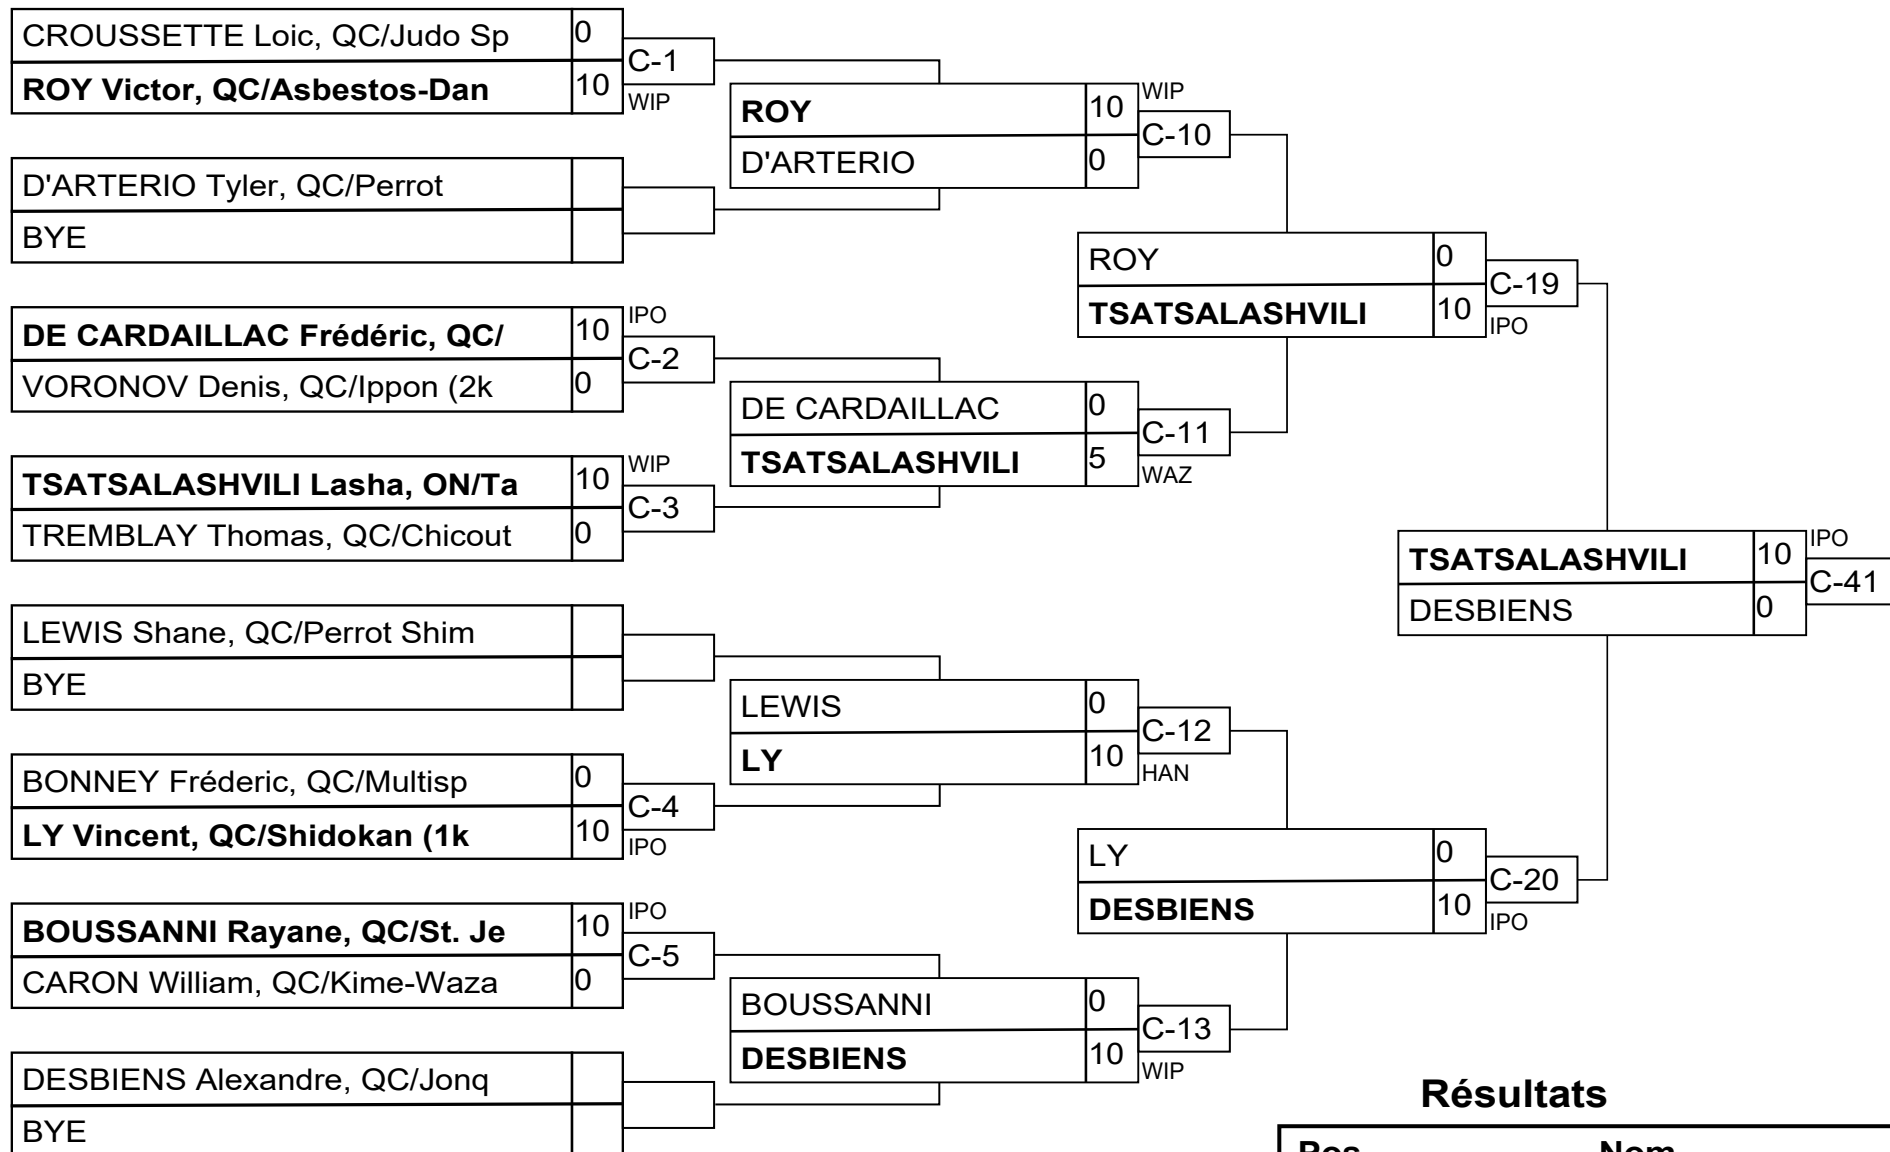 CROUSSETTE Loic, QC/Judo Sp 0
C-1
ROY Victor, QC/Asbestos-Dan 10
WIP
D'ARTERIO Tyler, QC/Perrot
BYE
DE CARDAILLAC Frédéric, QC/ 10
IPO
C-2
VORONOV Denis, QC/Ippon (2k 0
TSATSALASHVILI Lasha, ON/Ta 10
WIP
C-3
TREMBLAY Thomas, QC/Chicout 0
LEWIS Shane, QC/Perrot Shim
BYE
BONNEY Fréderic, QC/Multisp 0
C-4
LY Vincent, QC/Shidokan (1k 10
IPO
BOUSSANNI Rayane, QC/St. Je 10
IPO
C-5
CARON William, QC/Kime-Waza 0
DESBIENS Alexandre, QC/Jonq
BYE
ROY 10
WIP
C-10
D'ARTERIO 0
DE CARDAILLAC 0
C-11
TSATSALASHVILI 5
WAZ
LEWIS 0
C-12
LY 10
HAN
BOUSSANNI 0
C-13
DESBIENS 10
WIP
ROY 0
C-19
TSATSALASHVILI 10
IPO
LY 0
C-20
DESBIENS 10
IPO
TSATSALASHVILI 10
IPO
C-41
DESBIENS 0
Résultats
Pos Nom